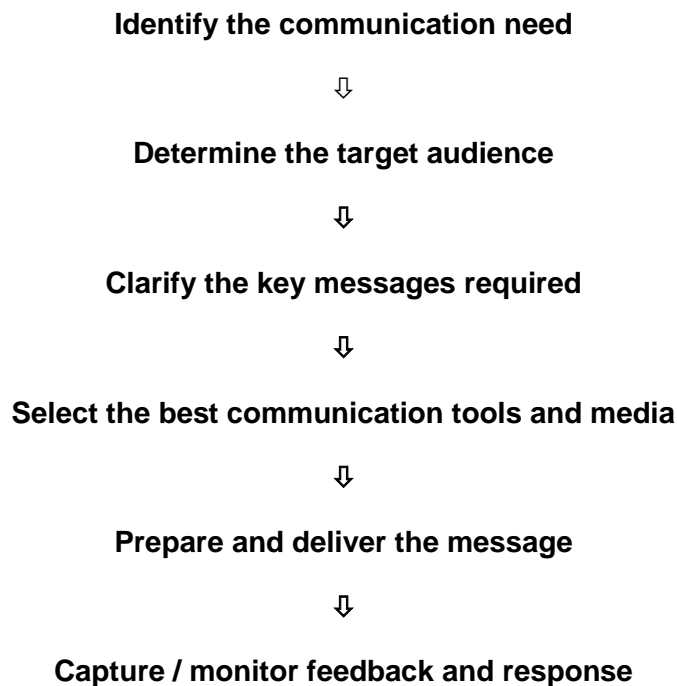 Identify the communication need
⇩
Determine the target audience
⇩
Clarify the key messages required
⇩
Select the best communication tools and media
⇩
Prepare and deliver the message
⇩
Capture / monitor feedback and response